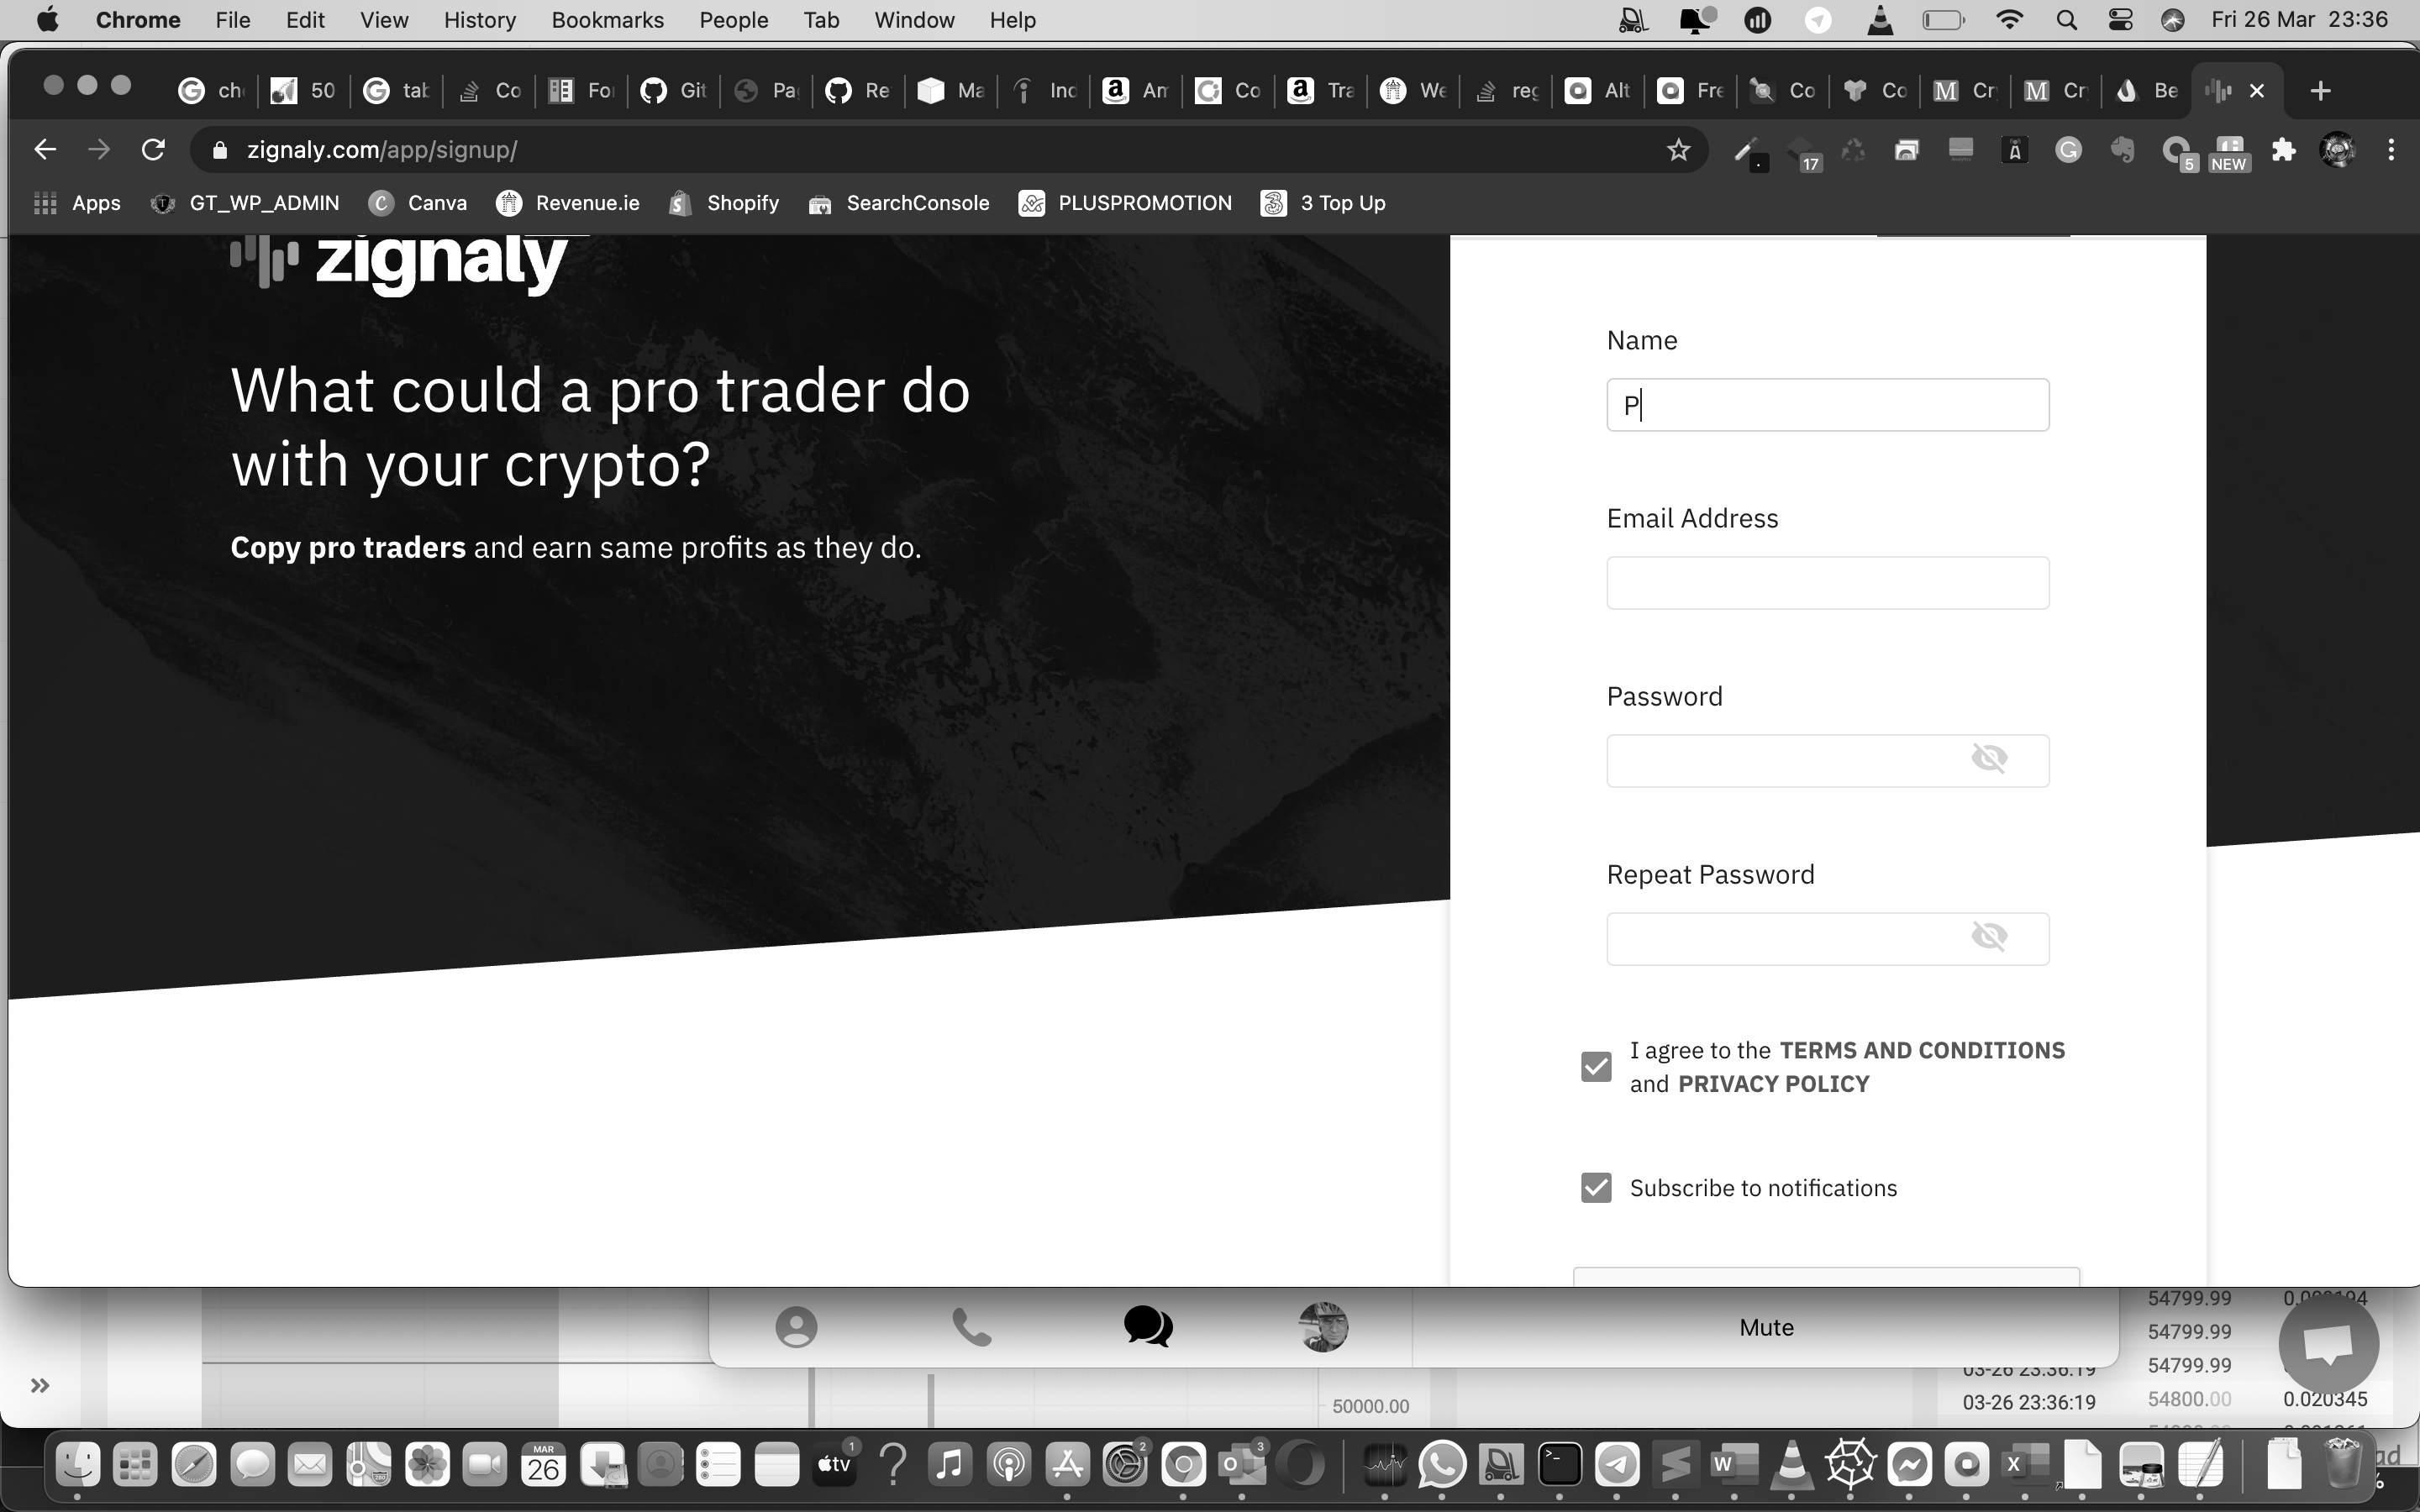 Chrome File Edit View History Bookmarks People Tab Window Help Fri 26 Mar 23:36
ch 50 tab Co For Git Pa Re Ma Ind Am Co Tra We reg Alt Fre Co Co Cr Cr Be
zignaly.com/app/signup/
17 5 NEW
Apps GT_WP_ADMIN Canva Revenue.ie Shopify SearchConsole PLUSPROMOTION 3 Top Up
zignaly
What could a pro trader do
with your crypto?
Copy pro traders and earn same profits as they do.
Name
P
Email Address
Password
Repeat Password
I agree to the TERMS AND CONDITIONS
and PRIVACY POLICY
Subscribe to notifications
Mute
54799.99
54799.99
03-26 23:36:19 54799.99
03-26 23:36:19 54800.00 0.020345
50000.00
MAR
26
tv
1
2
3
W
X